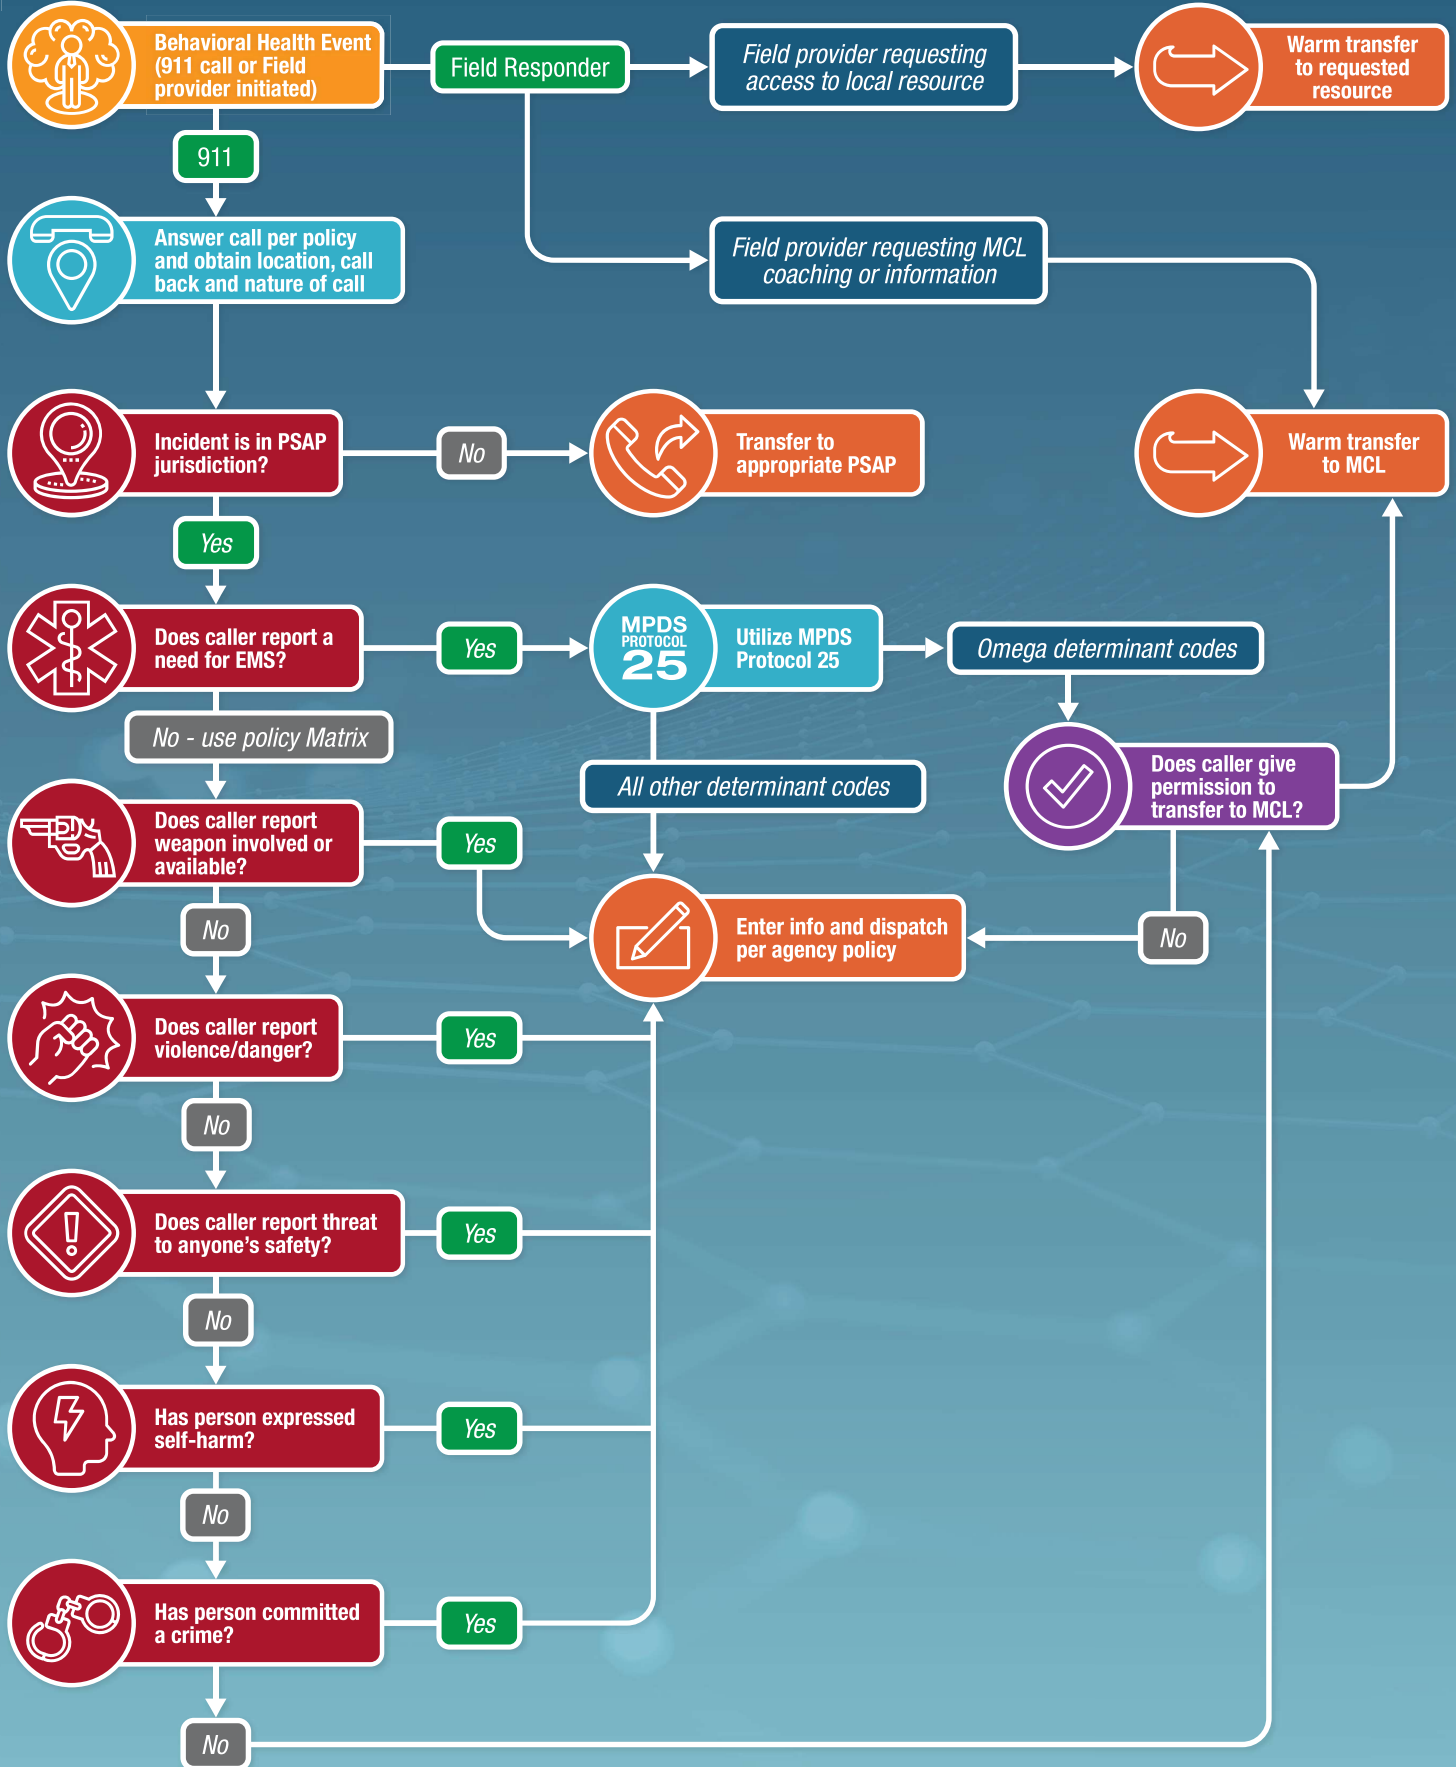 Behavioral Health Event
(911 call or Field
provider initiated)
Field Responder
Field provider requesting
access to local resource
Warm transfer
to requested
resource
911
Answer call per policy
and obtain location, call
back and nature of call
Field provider requesting MCL
coaching or information
Incident is in PSAP
jurisdiction?
No
Transfer to
appropriate PSAP
Warm transfer
to MCL
Yes
Does caller report a
need for EMS?
Yes
MPDS
PROTOCOL
25
Utilize MPDS
Protocol 25
Omega determinant codes
No - use policy Matrix
All other determinant codes
Does caller give
permission to
transfer to MCL?
Does caller report
weapon involved or
available?
Yes
No
Enter info and dispatch
per agency policy
No
Does caller report
violence/danger?
Yes
No
Does caller report threat
to anyone's safety?
Yes
No
Has person expressed
self-harm?
Yes
No
Has person committed
a crime?
Yes
No